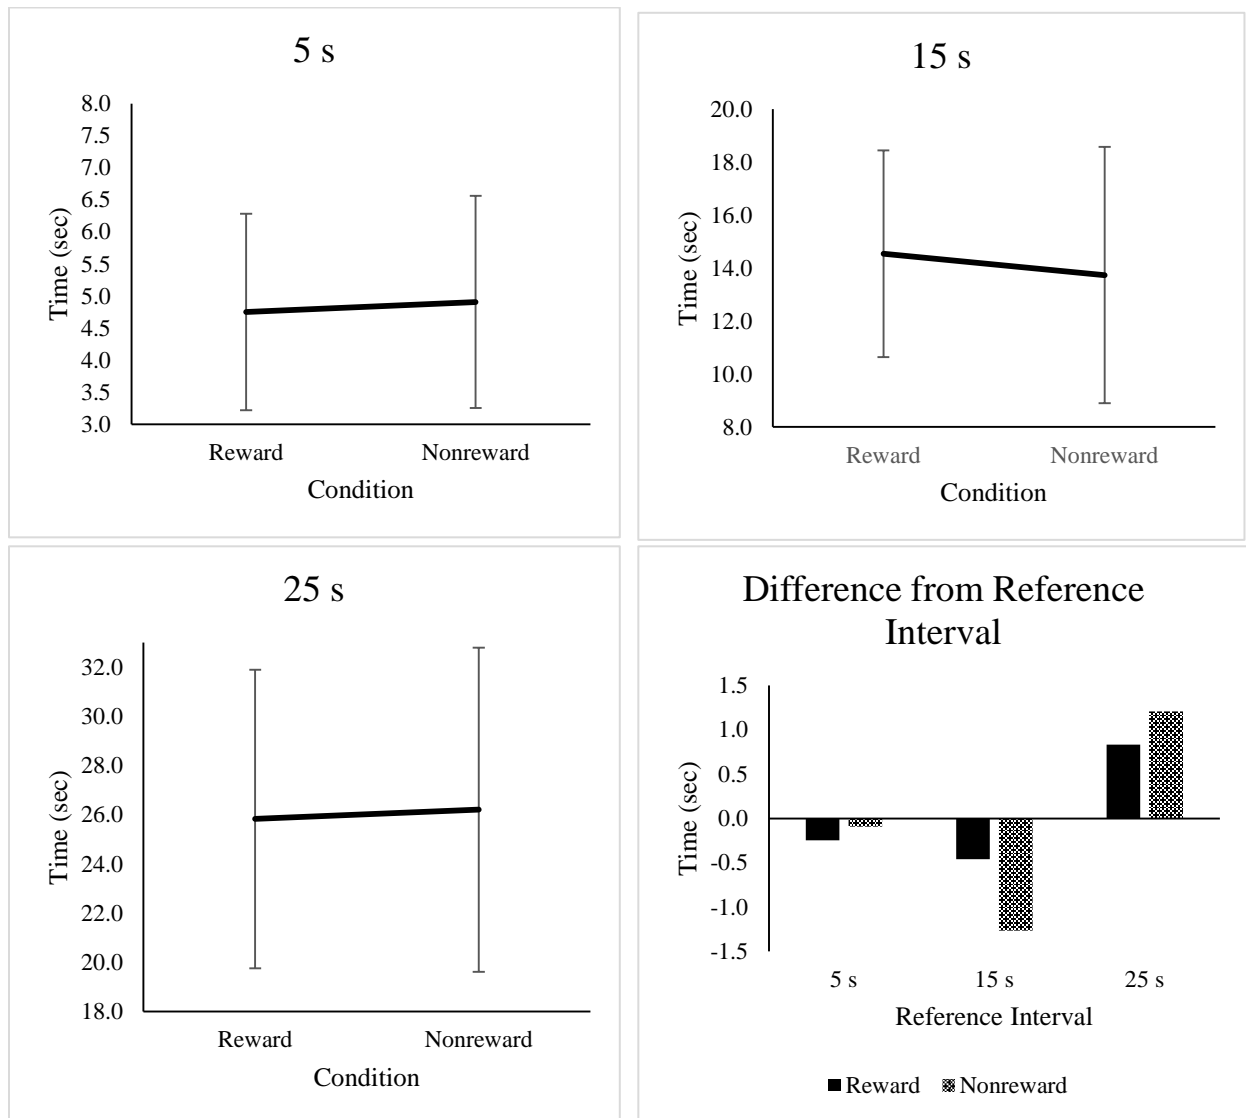 5 s
8.0
7.5
7.0
6.5
6.0
5.5
5.0
4.5
4.0
3.5
3.0
Time (sec)
Reward Nonreward
Condition
15 s
20.0
18.0
16.0
14.0
12.0
10.0
8.0
Time (sec)
Reward Nonreward
Condition
25 s
32.0
30.0
28.0
26.0
24.0
22.0
20.0
18.0
Time (sec)
Reward Nonreward
Condition
Difference from Reference
Interval
1.5
1.0
0.5
0.0
-0.5
-1.0
-1.5
Time (sec)
5 s 15 s 25 s
Reference Interval
Reward Nonreward